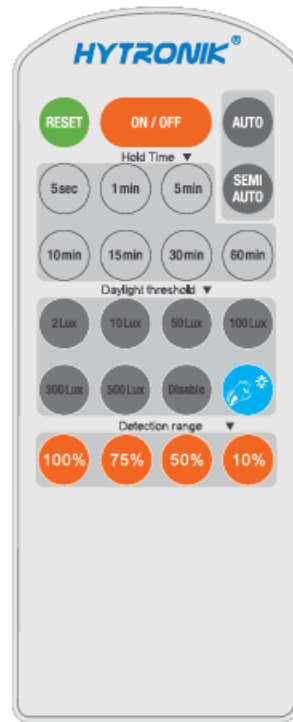 HYTRONIK®
RESET ON / OFF AUTO
Hold Time ▼
5sec 1min 5min SEMI
AUTO
10min 15min 30min 60min
Daylight threshold ▼
2Lux 10Lux 50Lux 100Lux
300Lux 500Lux Disable
Detection range ▼
100% 75% 50% 10%